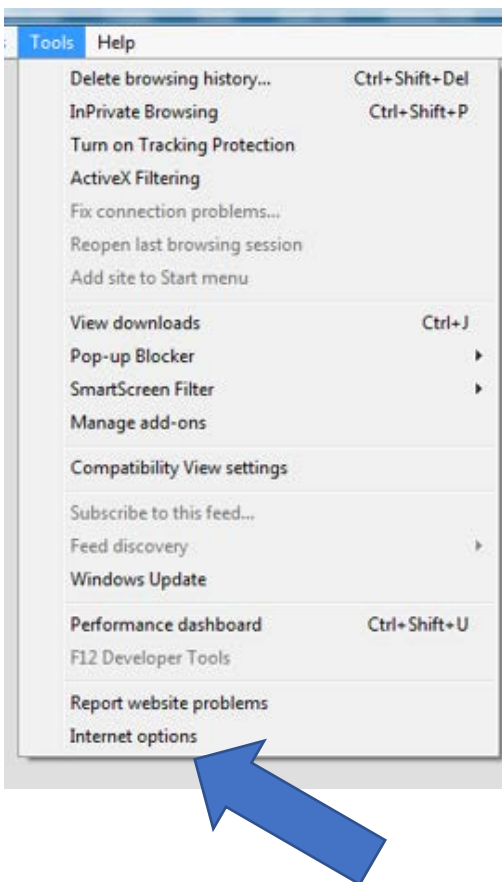 Tools Help
Delete browsing history... Ctrl+Shift+Del
InPrivate Browsing Ctrl+Shift+P
Turn on Tracking Protection
ActiveX Filtering
Fix connection problems...
Reopen last browsing session
Add site to Start menu
View downloads Ctrl+J
Pop-up Blocker
SmartScreen Filter
Manage add-ons
Compatibility View settings
Subscribe to this feed...
Feed discovery
Windows Update
Performance dashboard Ctrl+Shift+U
F12 Developer Tools
Report website problems
Internet options